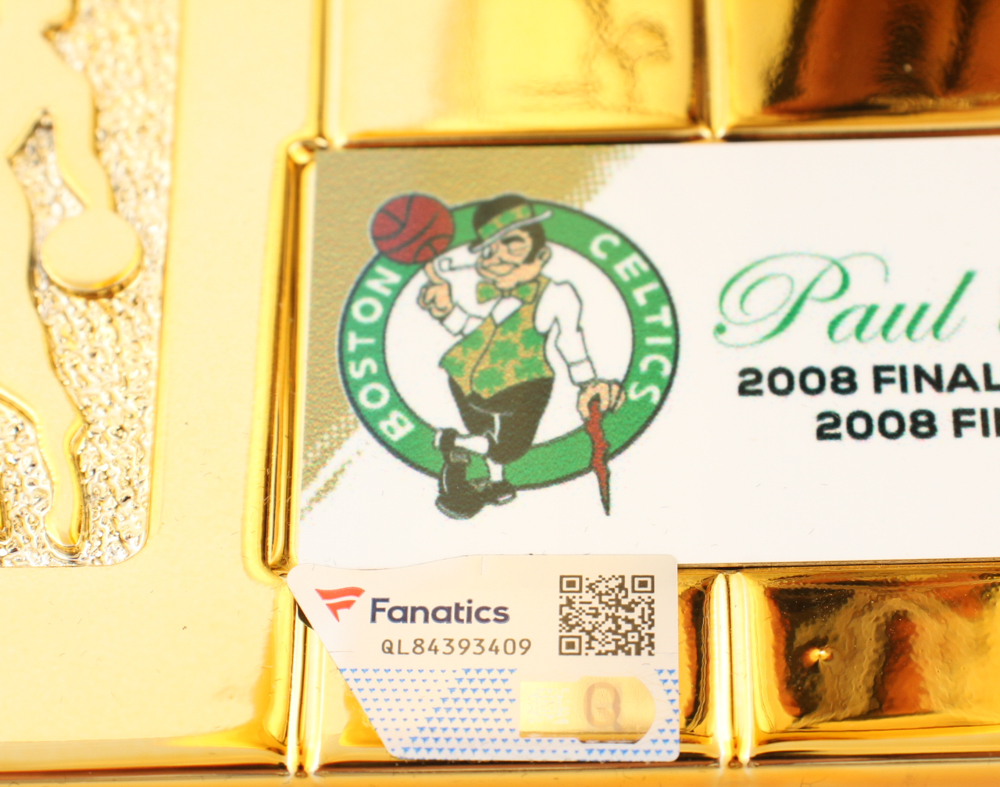 BOSTON CELTICS
Paul
2008 FINAL
2008 FI
Fanatics
QL84393409
Q